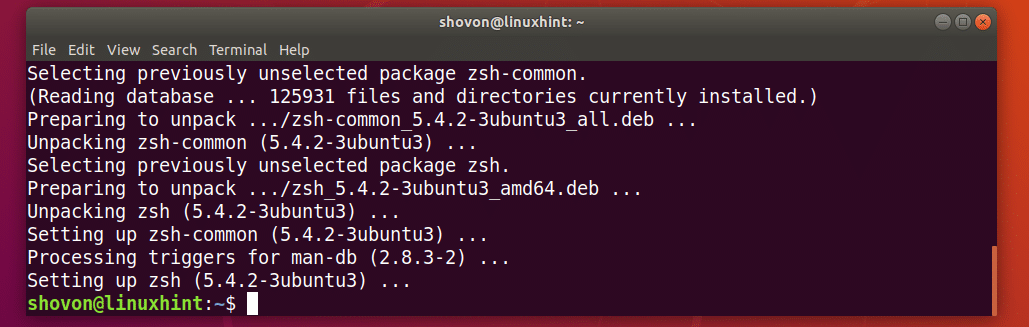 shovon@linuxhint: ~
File Edit View Search Terminal Help
Selecting previously unselected package zsh-common.
(Reading database ... 125931 files and directories currently installed.)
Preparing to unpack .../zsh-common_5.4.2-3ubuntu3_all.deb ...
Unpacking zsh-common (5.4.2-3ubuntu3) ...
Selecting previously unselected package zsh.
Preparing to unpack .../zsh_5.4.2-3ubuntu3_amd64.deb ...
Unpacking zsh (5.4.2-3ubuntu3) ...
Setting up zsh-common (5.4.2-3ubuntu3) ...
Processing triggers for man-db (2.8.3-2) ...
Setting up zsh (5.4.2-3ubuntu3) ...
shovon@linuxhint:~$